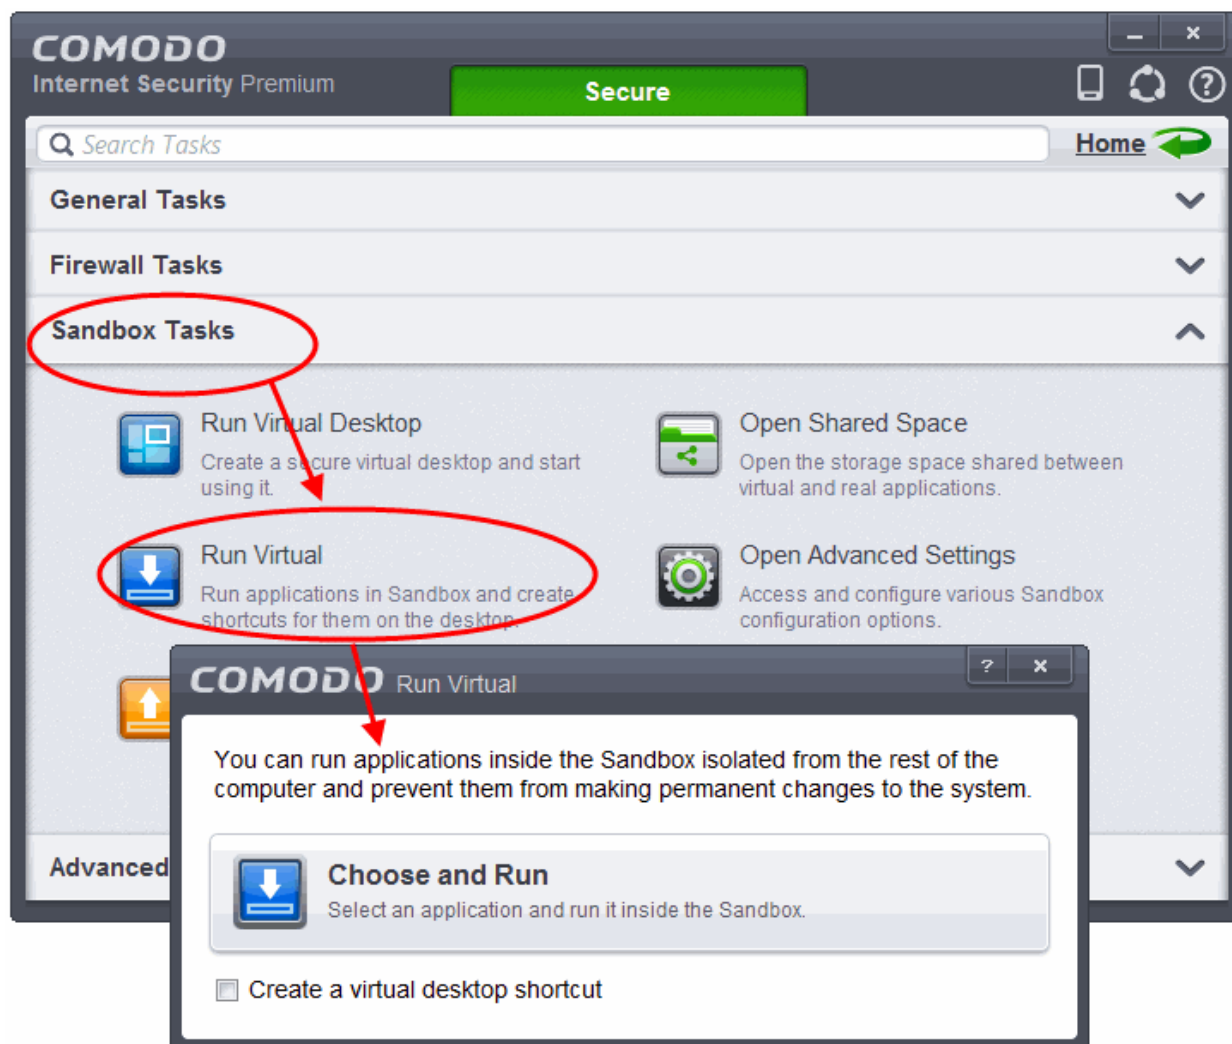 COMODO
Internet Security Premium
Secure
Search Tasks
Home
General Tasks
Firewall Tasks
Sandbox Tasks
Run Virtual Desktop
Create a secure virtual desktop and start
using it.
Open Shared Space
Open the storage space shared between
virtual and real applications.
Run Virtual
Run applications in Sandbox and create
shortcuts for them on the desktop.
Open Advanced Settings
Access and configure various Sandbox
configuration options.
COMODO Run Virtual
?
You can run applications inside the Sandbox isolated from the rest of the
computer and prevent them from making permanent changes to the system.
Advanced
Choose and Run
Select an application and run it inside the Sandbox.
Create a virtual desktop shortcut